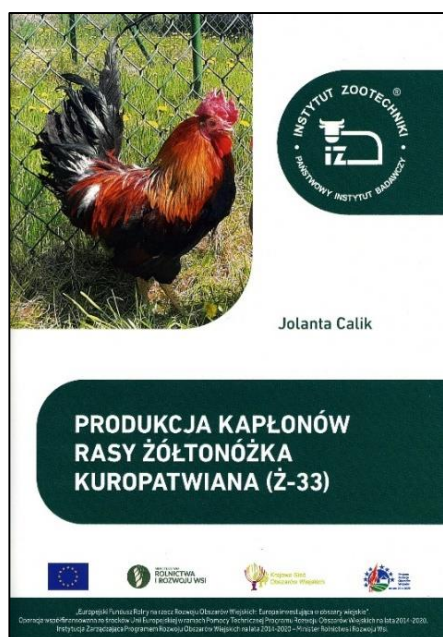 INSTYTUT ZOOTECHNIKI ®
IZ
• PAŃSTWOWY INSTYTUT BADAWCZY •
Jolanta Calik
PRODUKCJA KAPŁONÓW
RASY ŻÓŁTONÓŻKA
KUROPATWIANA (Ż-33)
ROLNICTWA
I ROZWOJU WSI
Krajowa Sieć
Obszarów Wiejskich
„Europejski Fundusz Rolny na rzecz Rozwoju Obszarów Wiejskich: Europa inwestująca w obszary wiejskie”.
Operacja współfinansowana ze środków Unii Europejskiej w ramach Pomocy Technicznej Programu Rozwoju Obszarów Wiejskich na lata 2014-2020.
Instytucja Zarządzająca Programem Rozwoju Obszarów Wiejskich na lata 2014-2020 – Minister Rolnictwa i Rozwoju Wsi.